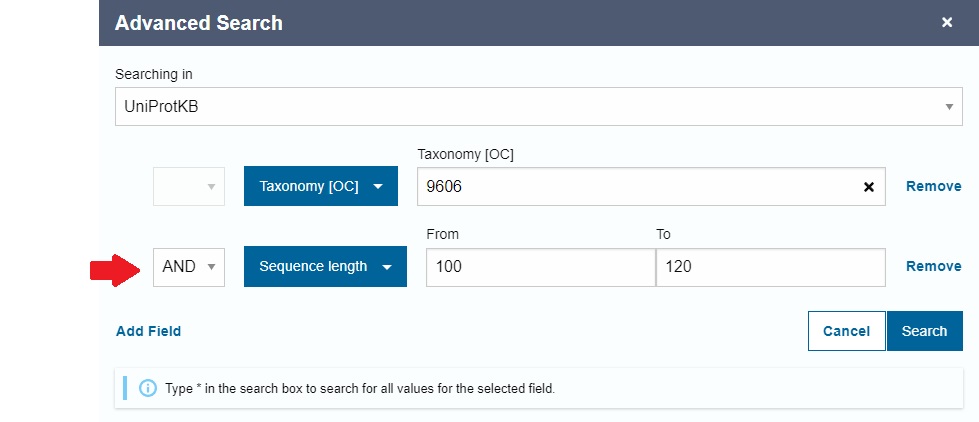 Advanced Search ×
Searching in
UniProtKB
Taxonomy [OC]
Taxonomy [OC] 9606 × Remove
From To
AND Sequence length 100 120 Remove
Add Field Cancel Search
Type * in the search box to search for all values for the selected field.